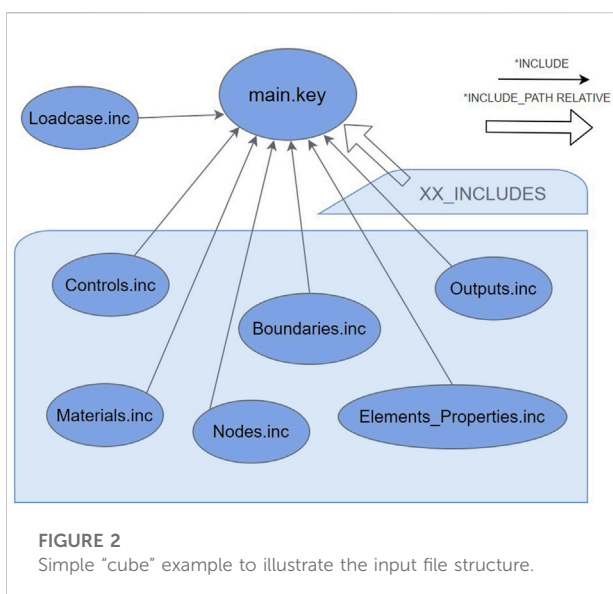 *INCLUDE
*INCLUDE_PATH RELATIVE
main.key
Loadcase.inc
XX_INCLUDES
Controls.inc
Outputs.inc
Boundaries.inc
Materials.inc
Nodes.inc
Elements_Properties.inc
FIGURE 2
Simple “cube” example to illustrate the input file structure.